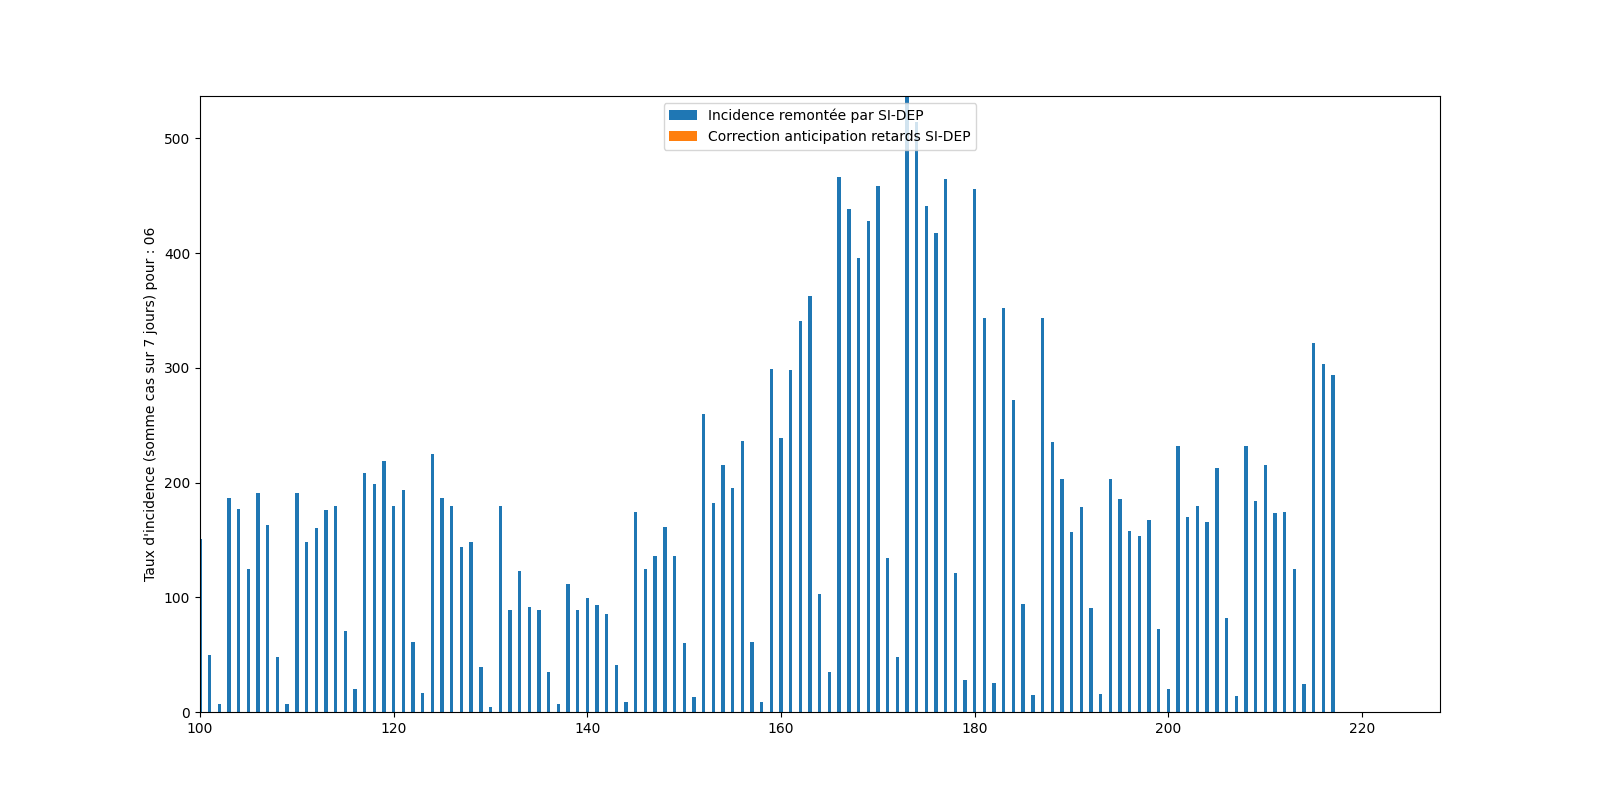 Incidence remontée par SI-DEP
Correction anticipation retards SI-DEP
Taux d'incidence (somme cas sur 7 jours) pour : 06
500
400
300
200
100
0
100 120 140 160 180 200 220